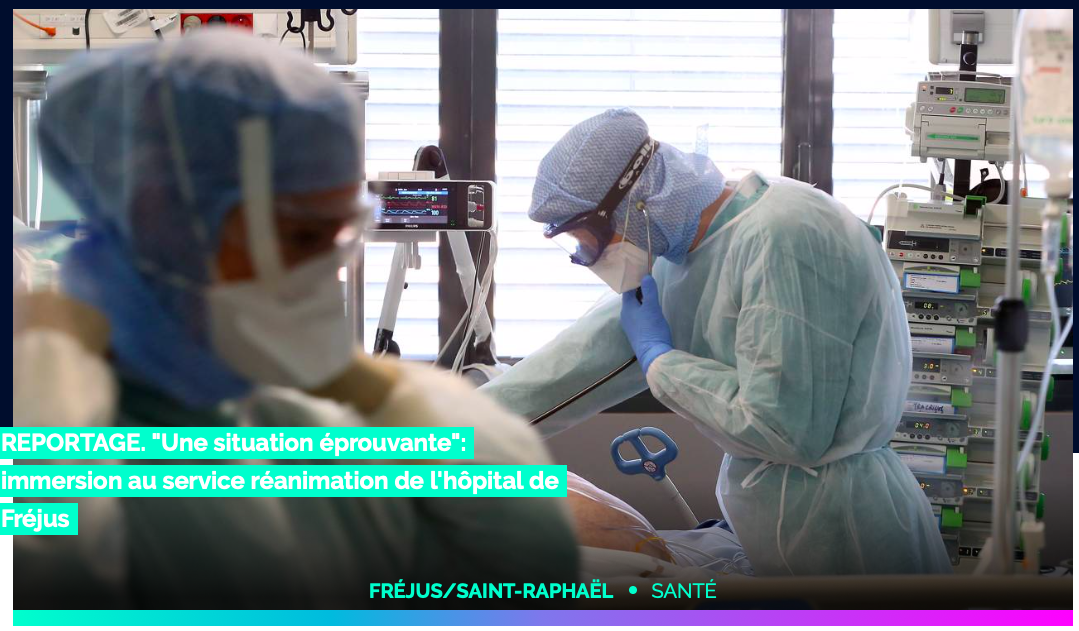 REPORTAGE. "Une situation éprouvante":
immersion au service réanimation de l'hôpital de
Fréjus
FRÉJUS/SAINT-RAPHAËL • SANTÉ